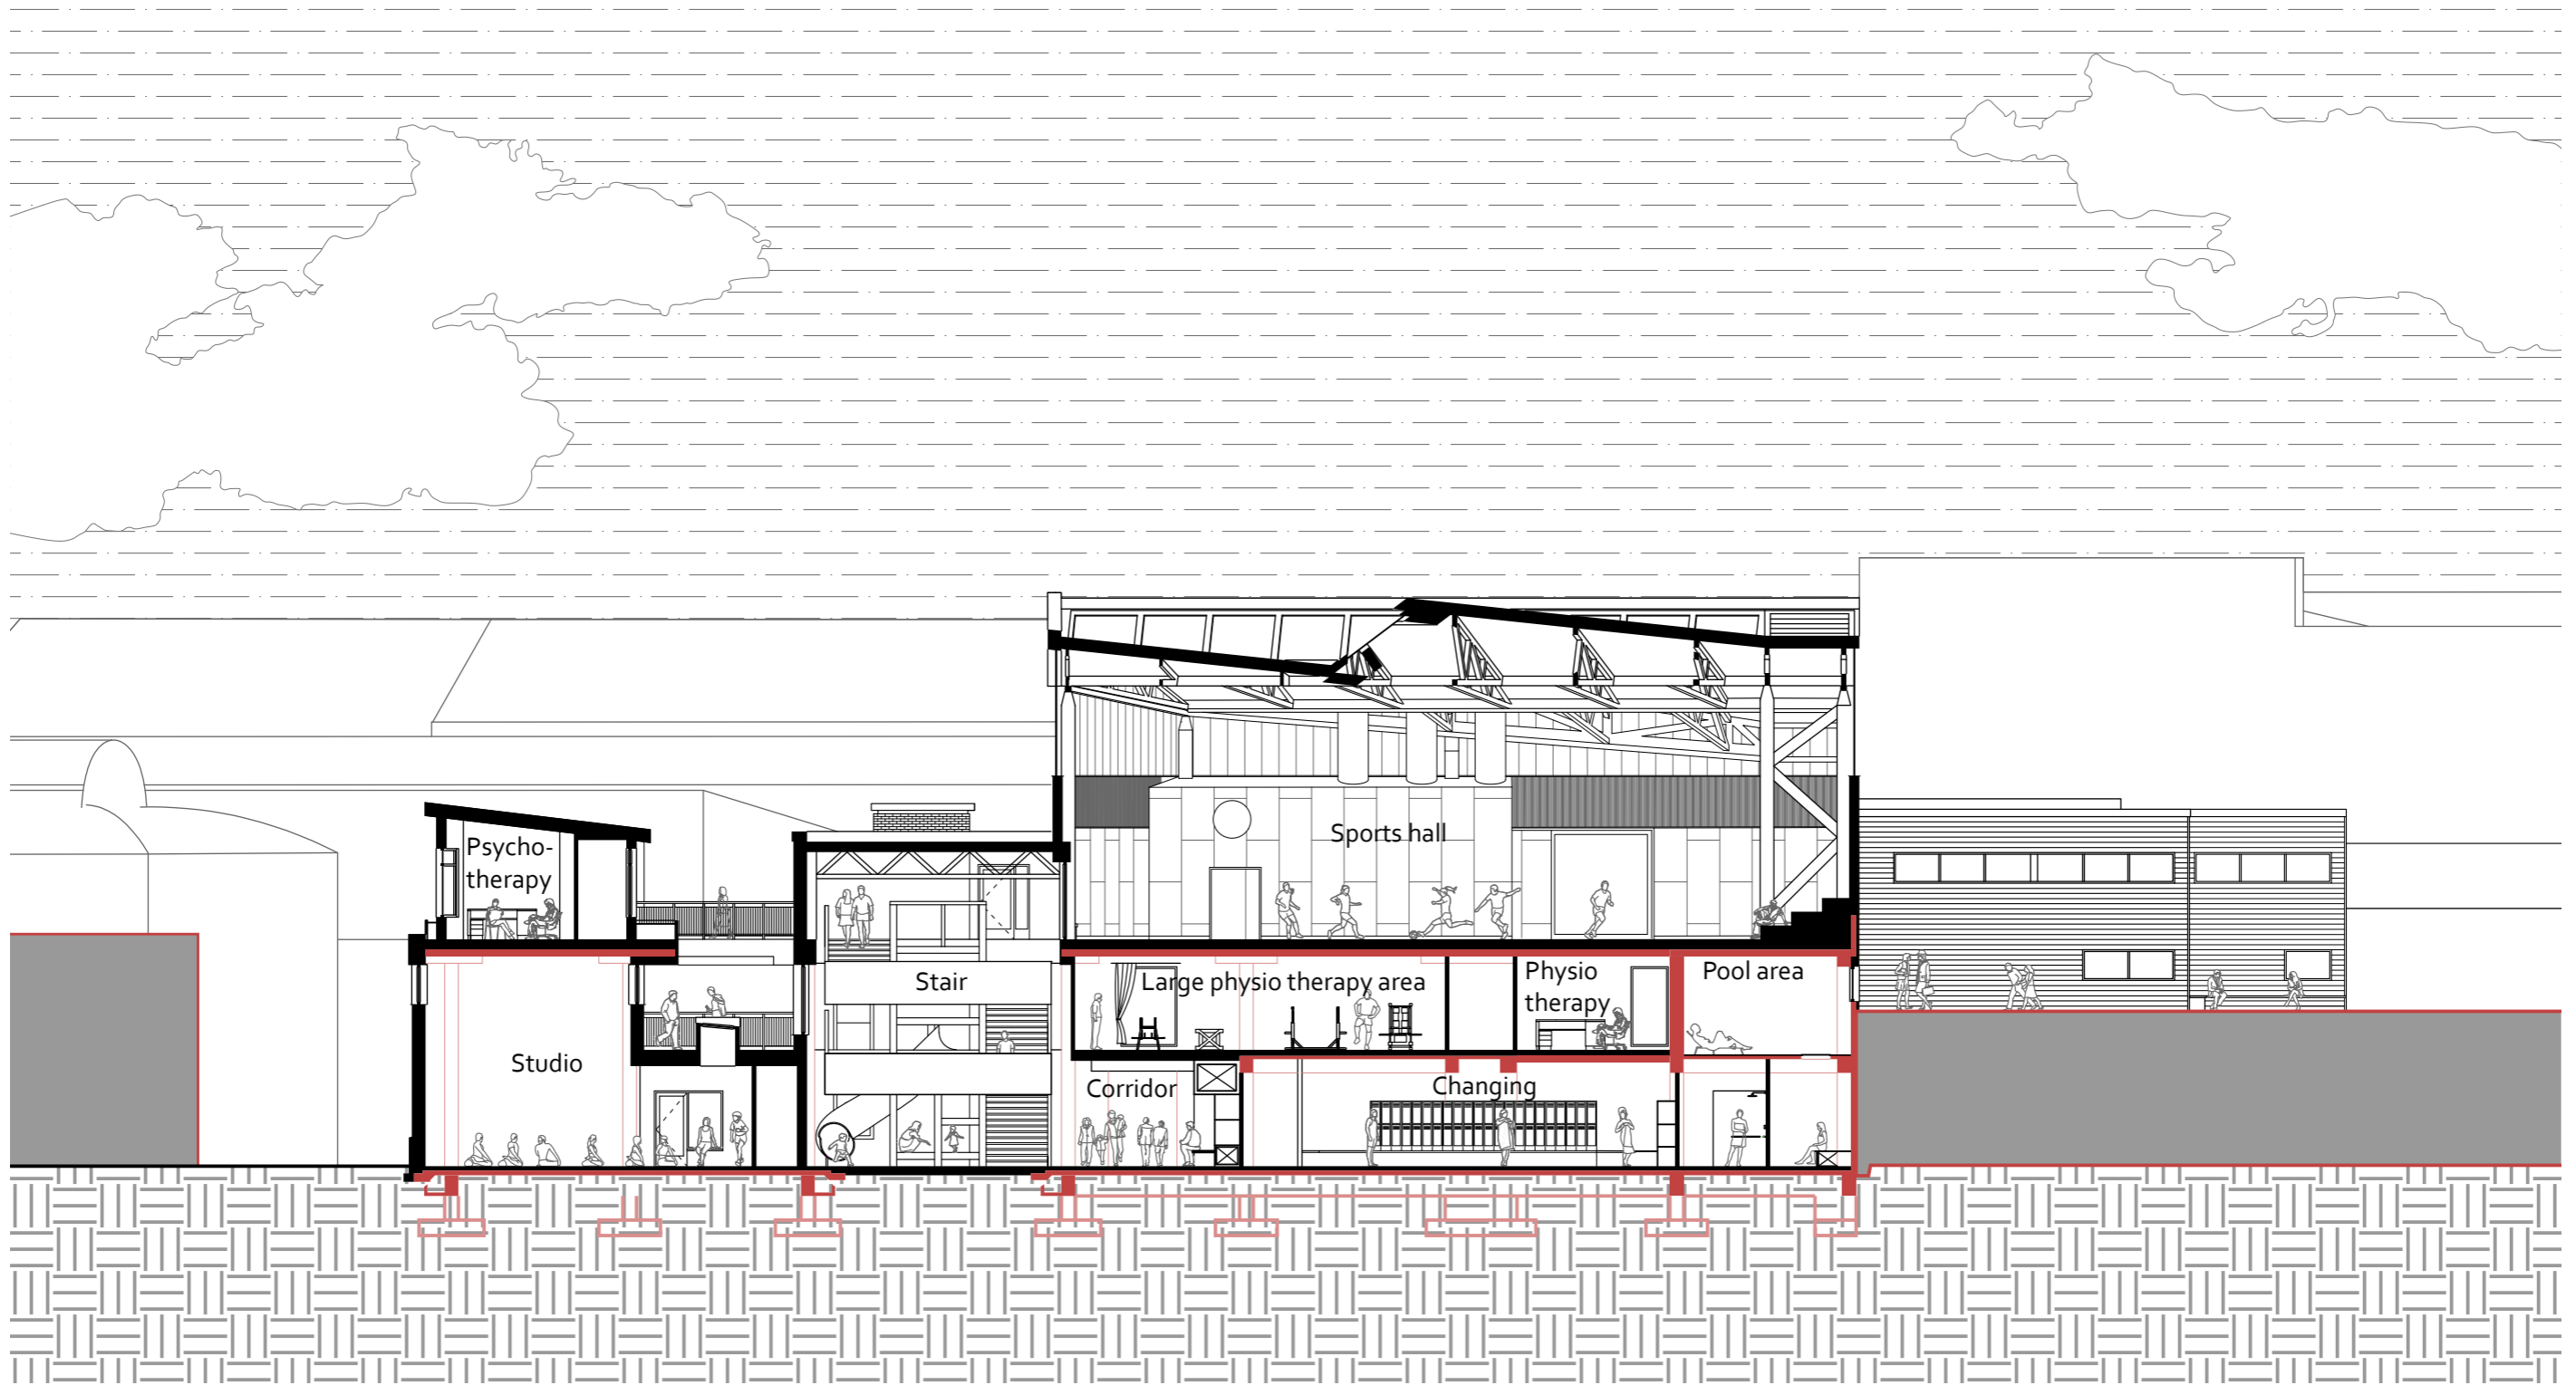 Psycho-
therapy
Sports hall
Studio
Stair
Large physio therapy area
Physio
therapy
Pool area
Corridor
Changing